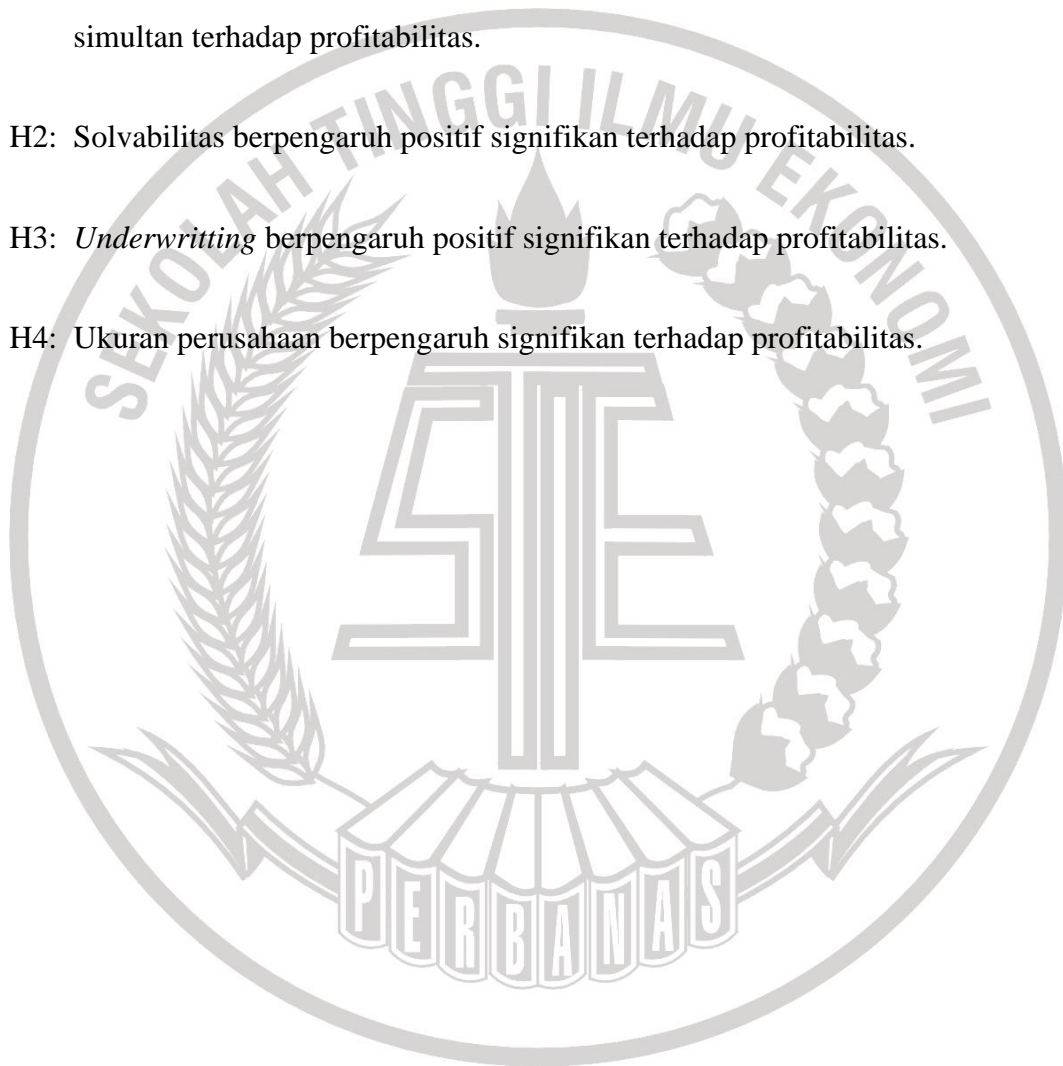 simultan terhadap profitabilitas.
H2: Solvabilitas berpengaruh positif signifikan terhadap profitabilitas.
H3: Underwritting berpengaruh positif signifikan terhadap profitabilitas.
H4: Ukuran perusahaan berpengaruh signifikan terhadap profitabilitas.
SEKOLAH TINGGI ILMU EKONOMI
STIE
PERBANAS